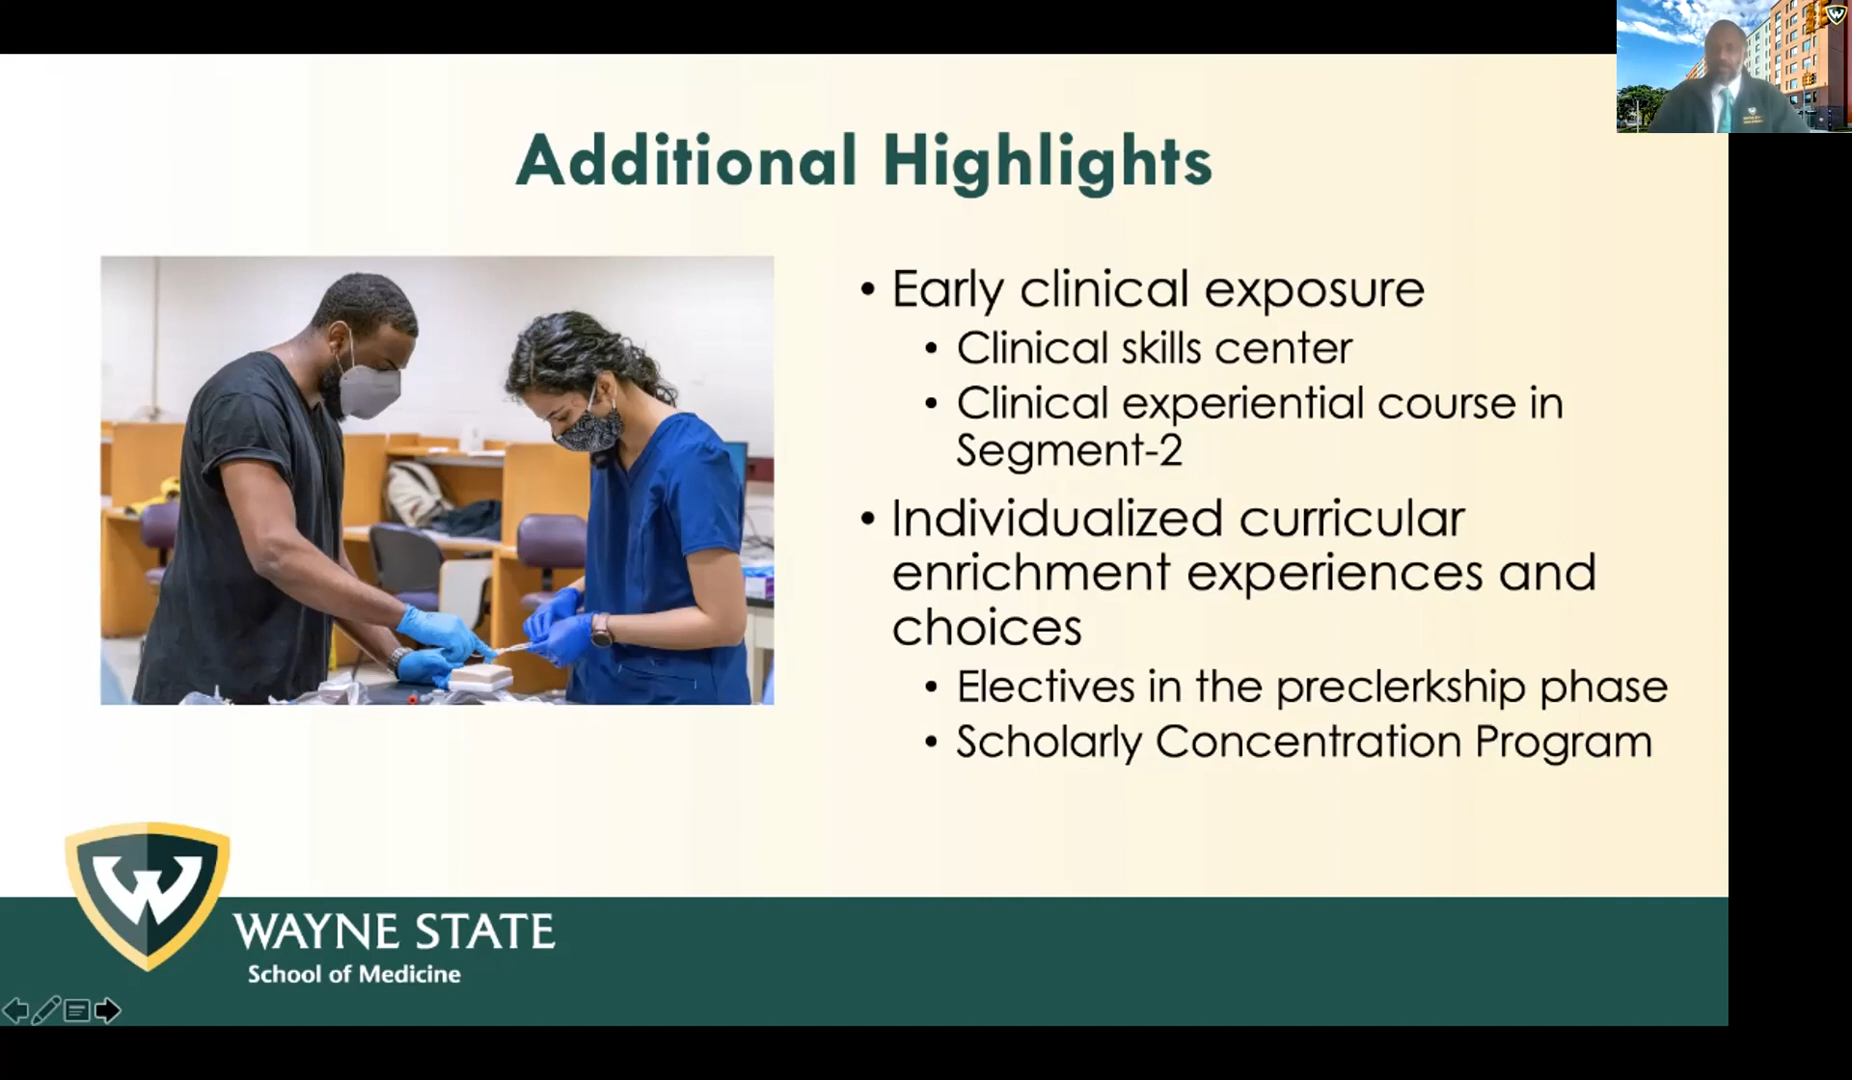 Additional Highlights
• Early clinical exposure
• Clinical skills center
• Clinical experiential course in
Segment-2
• Individualized curricular
enrichment experiences and
choices
• Electives in the preclerkship phase
• Scholarly Concentration Program
W
WAYNE STATE
School of Medicine